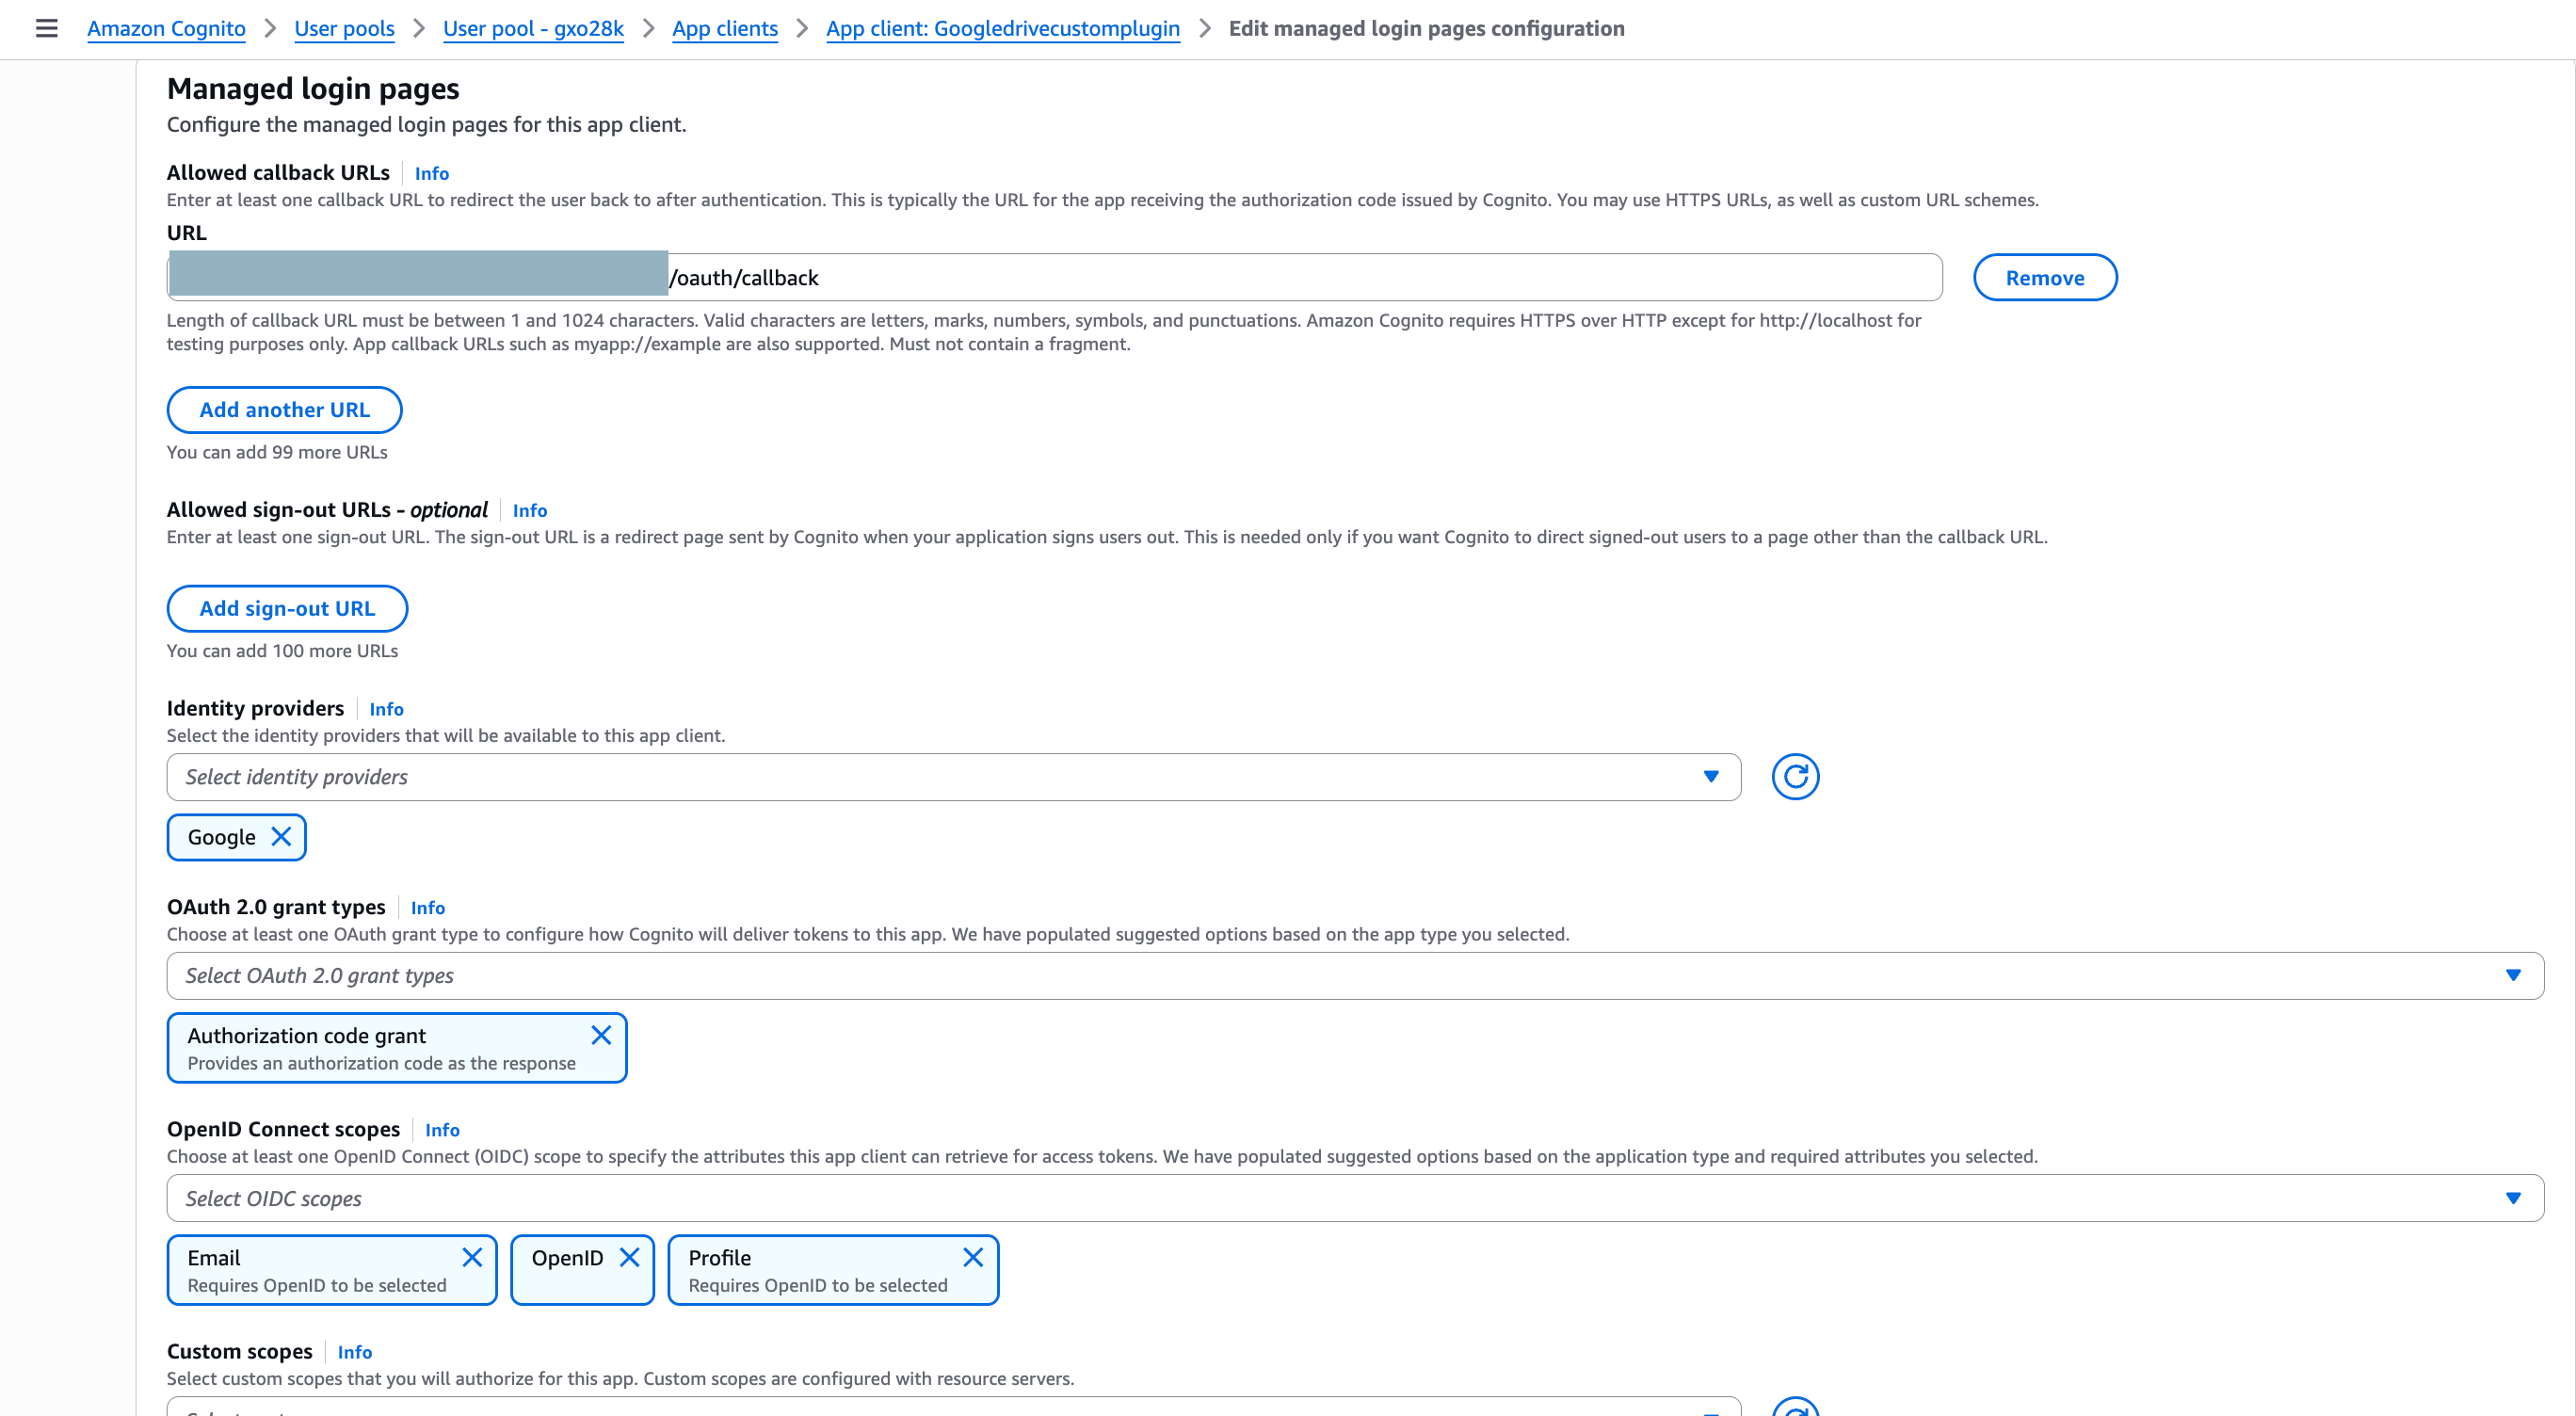 Amazon Cognito > User pools > User pool - gxo28k > App clients > App client: Googledrivecustomplugin > Edit managed login pages configuration
Managed login pages
Configure the managed login pages for this app client.
Allowed callback URLs Info
Enter at least one callback URL to redirect the user back to after authentication. This is typically the URL for the app receiving the authorization code issued by Cognito. You may use HTTPS URLs, as well as custom URL schemes.
URL
/oauth/callback
Remove
Length of callback URL must be between 1 and 1024 characters. Valid characters are letters, marks, numbers, symbols, and punctuations. Amazon Cognito requires HTTPS over HTTP except for http://localhost for
testing purposes only. App callback URLs such as myapp://example are also supported. Must not contain a fragment.
Add another URL
You can add 99 more URLs
Allowed sign-out URLs - optional Info
Enter at least one sign-out URL. The sign-out URL is a redirect page sent by Cognito when your application signs users out. This is needed only if you want Cognito to direct signed-out users to a page other than the callback URL.
Add sign-out URL
You can add 100 more URLs
Identity providers Info
Select the identity providers that will be available to this app client.
Select identity providers
Google
OAuth 2.0 grant types Info
Choose at least one OAuth grant type to configure how Cognito will deliver tokens to this app. We have populated suggested options based on the app type you selected.
Select OAuth 2.0 grant types
Authorization code grant
Provides an authorization code as the response
OpenID Connect scopes Info
Choose at least one OpenID Connect (OIDC) scope to specify the attributes this app client can retrieve for access tokens. We have populated suggested options based on the application type and required attributes you selected.
Select OIDC scopes
Email
Requires OpenID to be selected
OpenID
Profile
Requires OpenID to be selected
Custom scopes Info
Select custom scopes that you will authorize for this app. Custom scopes are configured with resource servers.